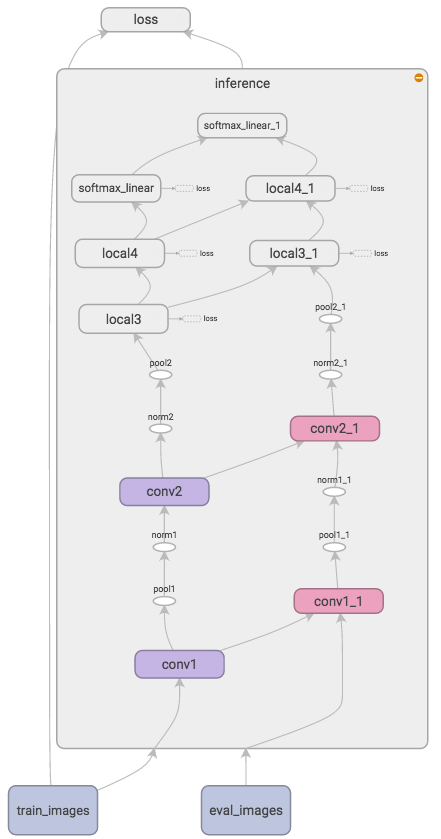 loss
inference
softmax_linear_1
softmax_linear
loss
local4_1
loss
local4
loss
local3_1
loss
local3
loss
pool2_1
pool2
norm2_1
norm2
conv2_1
conv2
norm1_1
norm1
pool1_1
pool1
conv1_1
conv1
train_images
eval_images